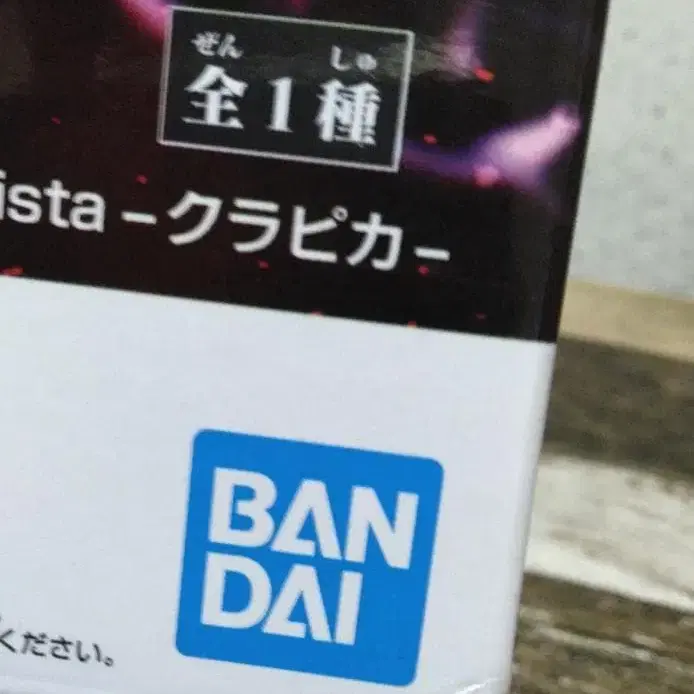 ぜん しゅ
全1種
ista -クラピカ-
BAN
DAI
ください。